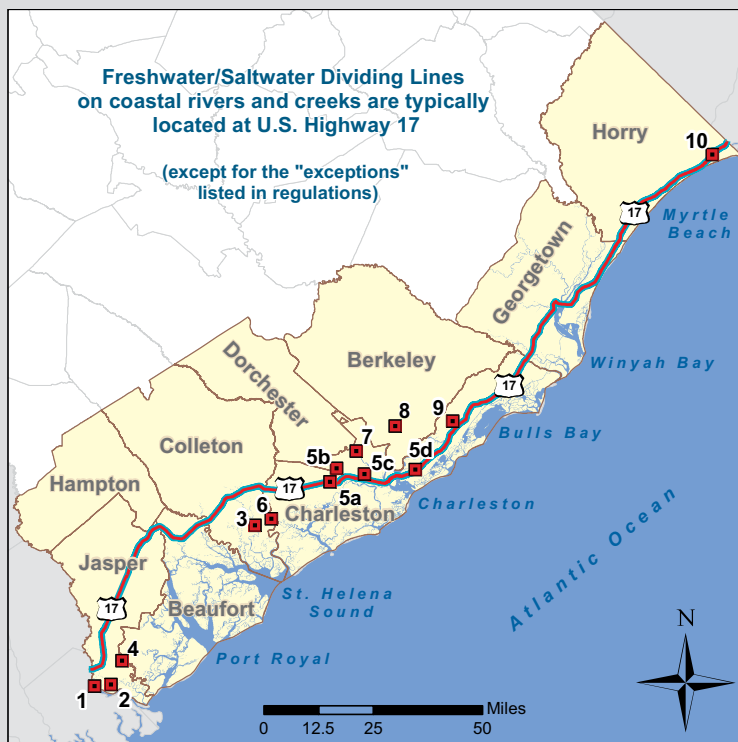 Freshwater/Saltwater Dividing Lines
on coastal rivers and creeks are typically
located at U.S. Highway 17
(except for the "exceptions"
listed in regulations)
Horry
10
17
Myrtle
Beach
Georgetown
Winyah Bay
Berkeley
Dorchester
17
8
9
Bulls Bay
7
5b
5c
5d
5a
Colleton
17
Charleston
Charleston
6
3
Hampton
Jasper
Atlantic Ocean
St. Helena
Sound
Beaufort
17
Port Royal
4
1
2
N
Miles
0
12.5
25
50